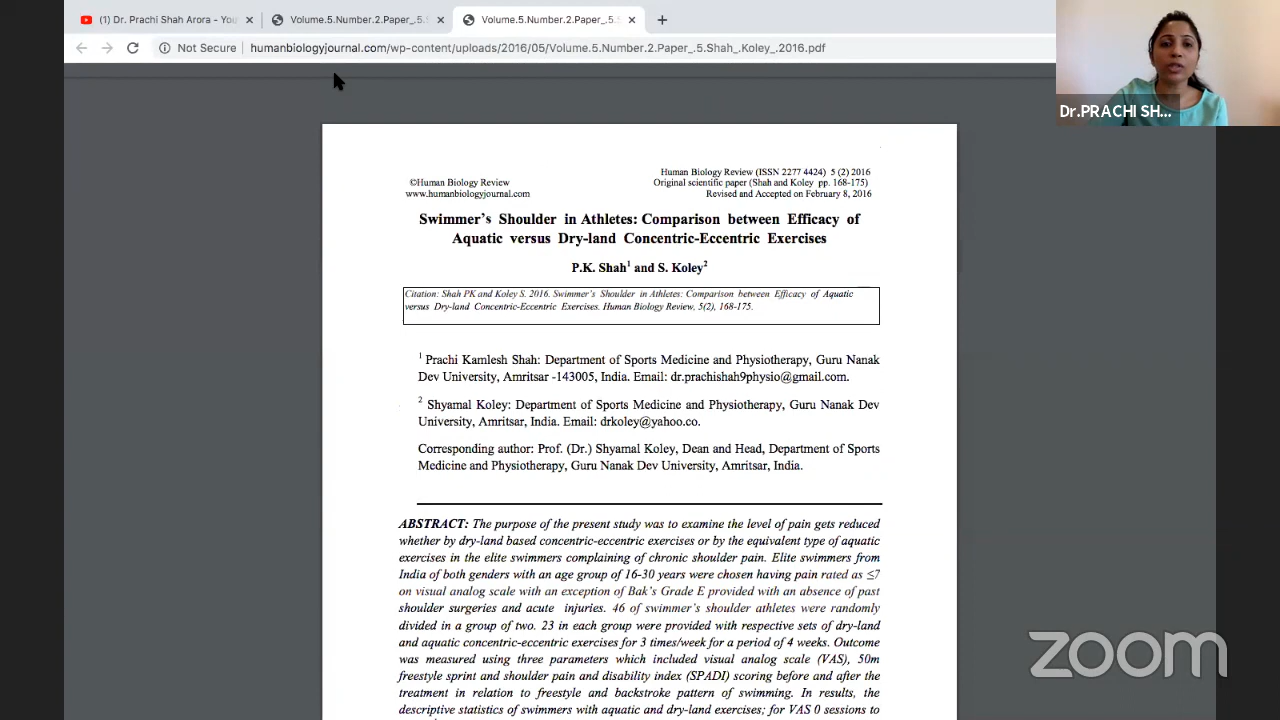 (1) Dr. Prachi Shah Arora - You
Volume.5.Number.2.Paper_.5.S
Volume.5.Number.2.Paper_.5.S
Not Secure
humanbiologyjournal.com/wp-content/uploads/2016/05/Volume.5.Number.2.Paper_.5.Shah_.Koley_.2016.pdf
Dr.PRACHI SH...
©Human Biology Review
www.humanbiologyjournal.com
Human Biology Review (ISSN 2277 4424) 5 (2) 2016
Original scientific paper (Shah and Koley pp. 168-175)
Revised and Accepted on February 8, 2016
Swimmer's Shoulder in Athletes: Comparison between Efficacy of
Aquatic versus Dry-land Concentric-Eccentric Exercises
P.K. Shah1 and S. Koley2
Citation: Shah PK and Koley S. 2016. Swimmer's Shoulder in Athletes: Comparison between Efficacy of Aquatic
versus Dry-land Concentric-Eccentric Exercises. Human Biology Review, 5(2), 168-175.
1 Prachi Kamlesh Shah: Department of Sports Medicine and Physiotherapy, Guru Nanak
Dev University, Amritsar -143005, India. Email: dr.prachishah9physio@gmail.com.
2 Shyamal Koley: Department of Sports Medicine and Physiotherapy, Guru Nanak Dev
University, Amritsar, India. Email: drkoley@yahoo.co.
Corresponding author: Prof. (Dr.) Shyamal Koley, Dean and Head, Department of Sports
Medicine and Physiotherapy, Guru Nanak Dev University, Amritsar, India.
ABSTRACT: The purpose of the present study was to examine the level of pain gets reduced
whether by dry-land based concentric-eccentric exercises or by the equivalent type of aquatic
exercises in the elite swimmers complaining of chronic shoulder pain. Elite swimmers from
India of both genders with an age group of 16-30 years were chosen having pain rated as ≤7
on visual analog scale with an exception of Bak's Grade E provided with an absence of past
shoulder surgeries and acute injuries. 46 of swimmer's shoulder athletes were randomly
divided in a group of two. 23 in each group were provided with respective sets of dry-land
and aquatic concentric-eccentric exercises for 3 times/week for a period of 4 weeks. Outcome
was measured using three parameters which included visual analog scale (VAS), 50m
freestyle sprint and shoulder pain and disability index (SPADI) scoring before and after the
treatment in relation to freestyle and backstroke pattern of swimming. In results, the
descriptive statistics of swimmers with aquatic and dry-land exercises; for VAS 0 sessions to
zoom